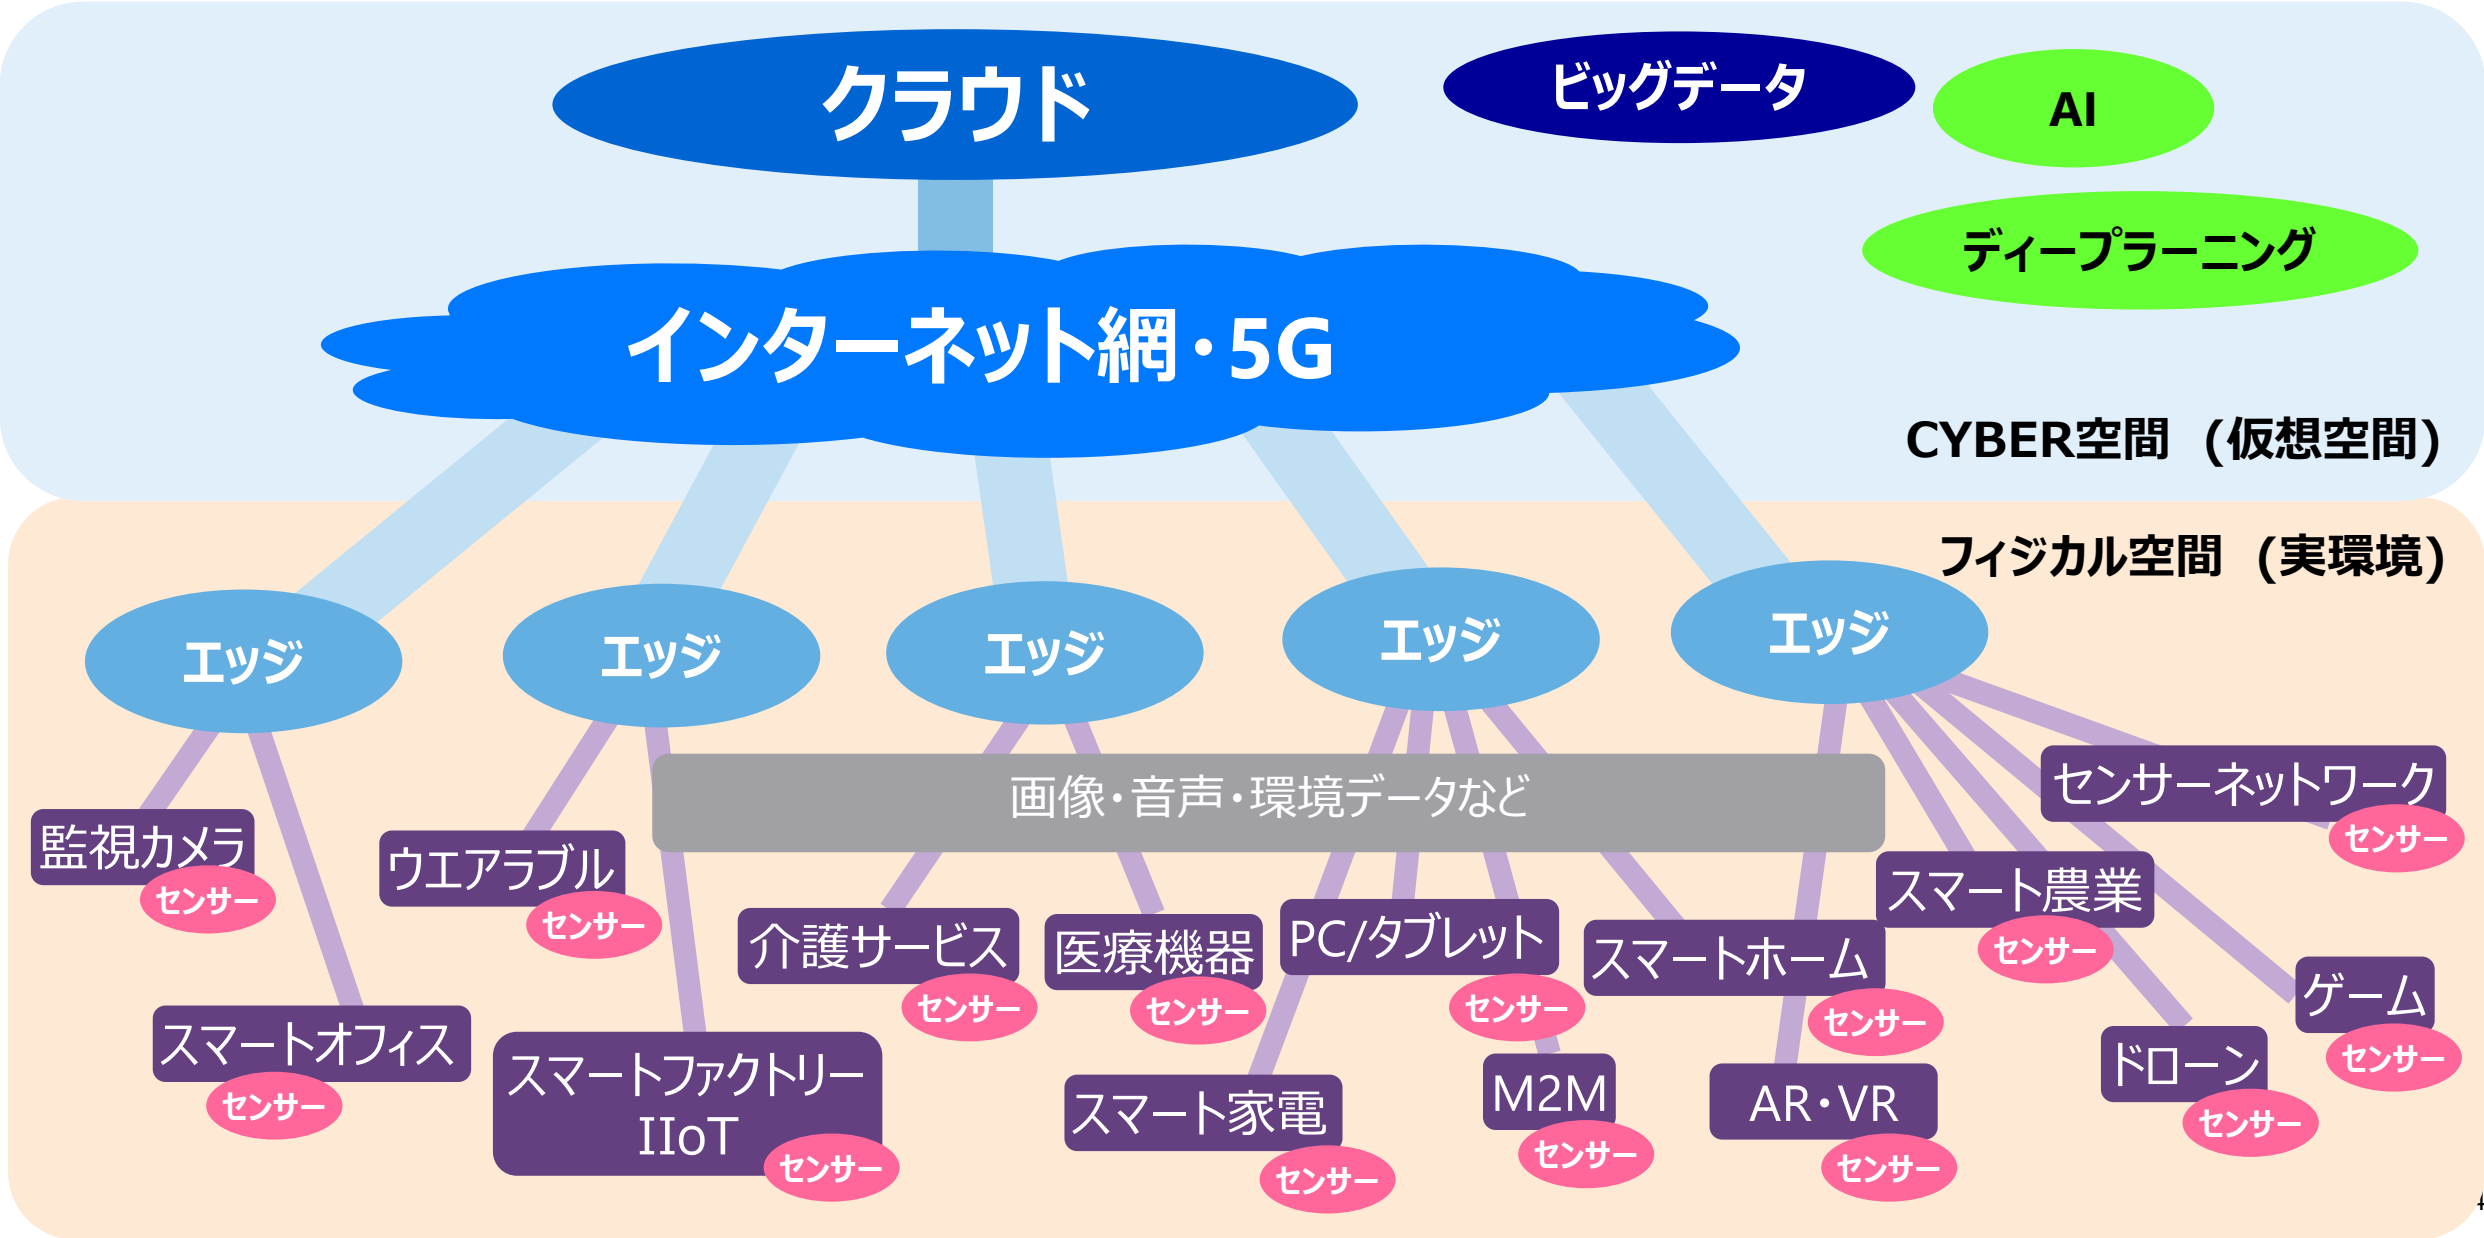 クラウド
ビッグデータ
AI
ディープラーニング
インターネット網・5G
CYBER空間 (仮想空間)
フィジカル空間 (実環境)
エッジ
エッジ
エッジ
エッジ
エッジ
画像・音声・環境データなど
センサーネットワーク
センサー
監視カメラ
センサー
ウエアラブル
センサー
介護サービス
センサー
医療機器
センサー
PC/タブレット
センサー
スマートホーム
センサー
スマート農業
センサー
ゲーム
センサー
スマートオフィス
センサー
スマートファクトリー
IIoT
センサー
スマート家電
センサー
M2M
センサー
AR・VR
センサー
ドローン
センサー